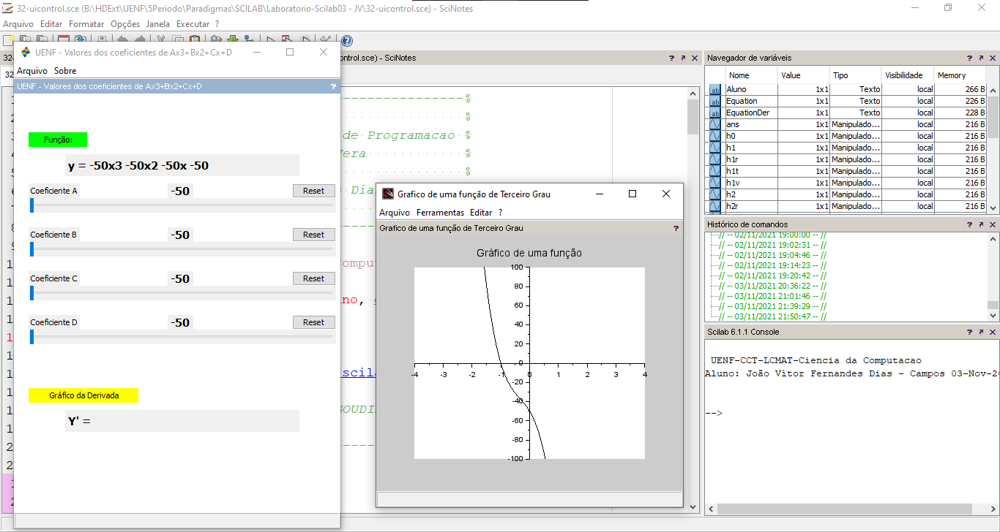 32-uicontrol.sce (B:\HDExt\UENF\5Periodo\Paradigmas\SCILAB\Laboratorio-Scilab03 - JV\32-uicontrol.sce) - SciNotes
Arquivo Editar Formatar Opções Janela Executar ?
UENF - Valores dos coeficientes de Ax3+Bx2+Cx+D
Arquivo Sobre
UENF - Valores dos coeficientes de Ax3+Bx2+Cx+D ?
Função:
y = -50x3 -50x2 -50x -50
Coeficiente A -50 Reset
Coeficiente B -50 Reset
Coeficiente C -50 Reset
Coeficiente D -50 Reset
Gráfico da Derivada
Y' =
ontrol.sce) - SciNotes ?
---------------%
%
de Programacao %
Vera %
%
s Dia
Comput
no,
scila
GOUDI
Grafico de uma função de Terceiro Grau
Arquivo Ferramentas Editar ?
Grafico de uma função de Terceiro Grau ?
Gráfico de uma função
100
80
60
40
20
0
-20
-40
-60
-80
-100
-4 -3 -2 -1 0 1 2 3 4
Navegador de variáveis ?
Nome Value Tipo Visibilidade Memory
Aluno 1x1 Texto local 266 B
Equation 1x1 Texto local 226 B
EquationDer 1x1 Texto local 228 B
ans 1x1 Manipulado... local 216 B
h0 1x1 Manipulado... local 216 B
h1 1x1 Manipulado... local 216 B
h1r 1x1 Manipulado... local 216 B
h1t 1x1 Manipulado... local 216 B
h1v 1x1 Manipulado... local 216 B
h2 1x1 Manipulado... local 216 B
h2r 1x1 Manipulado... local 216 B
Histórico de comandos ?
// -- 02/11/2021 19:00:00 -- //
// -- 02/11/2021 19:02:31 -- //
// -- 02/11/2021 19:04:46 -- //
// -- 02/11/2021 19:14:23 -- //
// -- 02/11/2021 19:20:42 -- //
// -- 03/11/2021 20:36:22 -- //
// -- 03/11/2021 21:01:46 -- //
// -- 03/11/2021 21:39:29 -- //
// -- 03/11/2021 21:50:47 -- //
Scilab 6.1.1 Console ?
UENF-CCT-LCMAT-Ciencia da Computacao
Aluno: João Vítor Fernandes Dias - Campos 03-Nov-20
-->